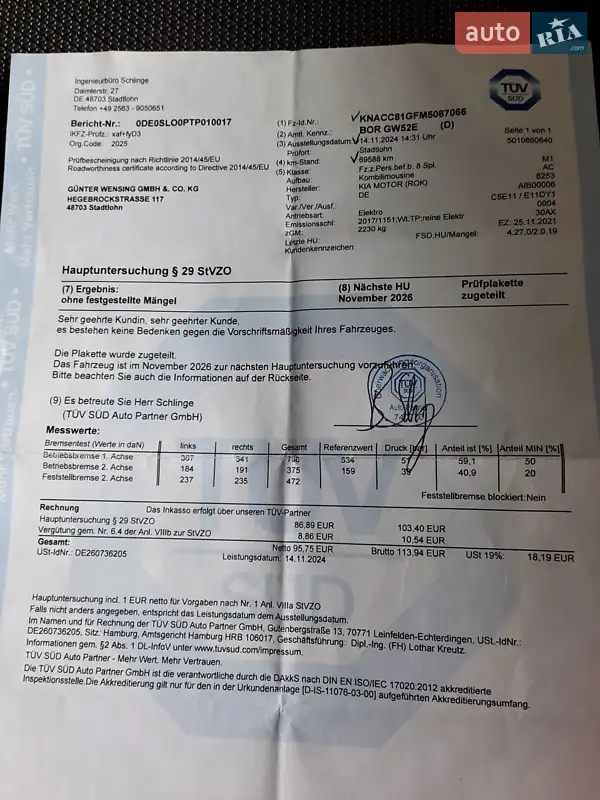 auto RIA .com
TÜV SÜD
Ingenieurbüro Schlinge
Daimlerstr. 27
DE 48703 Stadtlohn
Telefon +49 2563 - 9050651
Bericht-Nr.: 0DE0SLO0PTP010017
IKFZ-Prüfz.: xaf+fyD3
Org.Code: 2025
Prüfbescheinigung nach Richtlinie 2014/45/EU
Roadworthiness certificate according to Directive 2014/45/EU
GÜNTER WENSING GMBH &. CO. KG
HEGEBROCKSTRASSE 117
48703 Stadtlohn
(1) Fz-Id.Nr.: KNACC81GFM5087066
(2) Amtl. Kennz.: BOR GW52E (D)
(3) Ausstellungsdatum: 14.11.2024 14:31 Uhr Seite 1 von 1
Prüfort: Stadtlohn 5010860640
(4) km-Stand: 69588 km
(5) Klasse: Fz.z.Pers.bef.b. 8 Spl. M1
Aufbau: Kombilimousine AC
Hersteller: KIA MOTOR (ROK) 8253
Typ: DE AIB00006
Var./Ver./Ausf.: C5E11 / E11DY1
Antriebsart: Elektro 0004
Emissionsschl: 2017/1151;WLTP;reine Elektr 30AX
zGM: 2230 kg EZ: 25.11.2021
Letzte HU: FSD.HU/Mangel: 4.27.0/2.0.19
Kundenkennzeichen:
Hauptuntersuchung § 29 StVZO
(7) Ergebnis: (8) Nächste HU Prüfplakette
ohne festgestellte Mängel November 2026 zugeteilt
Sehr geehrte Kundin, sehr geehrter Kunde,
es bestehen keine Bedenken gegen die Vorschriftsmäßigkeit Ihres Fahrzeuges.
Die Plakette wurde zugeteilt.
Das Fahrzeug ist im November 2026 zur nächsten Hauptuntersuchung vorzuführen.
Bitte beachten Sie auch die Informationen auf der Rückseite.
(9) Es betreute Sie Herr Schlinge
(TÜV SÜD Auto Partner GmbH)
Messwerte:
Bremsentest (Werte in daN) links rechts Gesamt Referenzwert Druck [bar] Anteil ist [%] Anteil MIN [%]
Betriebsbremse 1. Achse 341 534 59,1 50
Betriebsbremse 2. Achse 184 191 375 159 40,9 20
Feststellbremse 2. Achse 237 235 472
Feststellbremse blockiert:Nein
Rechnung Das Inkasso erfolgt über unseren TÜV-Partner
Hauptuntersuchung § 29 StVZO 86,89 EUR 103,40 EUR
Vergütung gem. Nr. 6.4 der Anl. VIIIb zur StVZO 8,86 EUR 10,54 EUR
Gesamt: Netto 95,75 EUR Brutto 113,94 EUR USt 19%: 18,19 EUR
USt-IdNr.: DE260736205 Leistungsdatum: 14.11.2024
Hauptuntersuchung incl. 1 EUR netto für Vorgaben nach Nr. 1 Anl. VIIIa StVZO
Falls nicht anders angegeben, entspricht das Leistungsdatum dem Ausstellungsdatum.
Im Namen und für Rechnung der TÜV SÜD Auto Partner GmbH, Gutenbergstraße 13, 70771 Leinfelden-Echterdingen, USt.-IdNr.:
DE260736205, Sitz: Hamburg, Amtsgericht Hamburg HRB 106017, Geschäftsführung: Dipl.-Ing. (FH) Lothar Kreutz.
Informationen gem. §2 Abs. 1 DL-InfoV unter www.tuvsud.com/impressum.
TÜV SÜD Auto Partner - Mehr Wert. Mehr Vertrauen.
Die TÜV SÜD Auto Partner GmbH ist die verantwortliche durch die DAkkS nach DIN EN ISO/IEC 17020:2012 akkreditierte
Inspektionsstelle.Die Akkreditierung gilt nur für den in der Urkundenanlage [D-IS-11076-03-00] aufgeführten Akkreditierungsumfang.